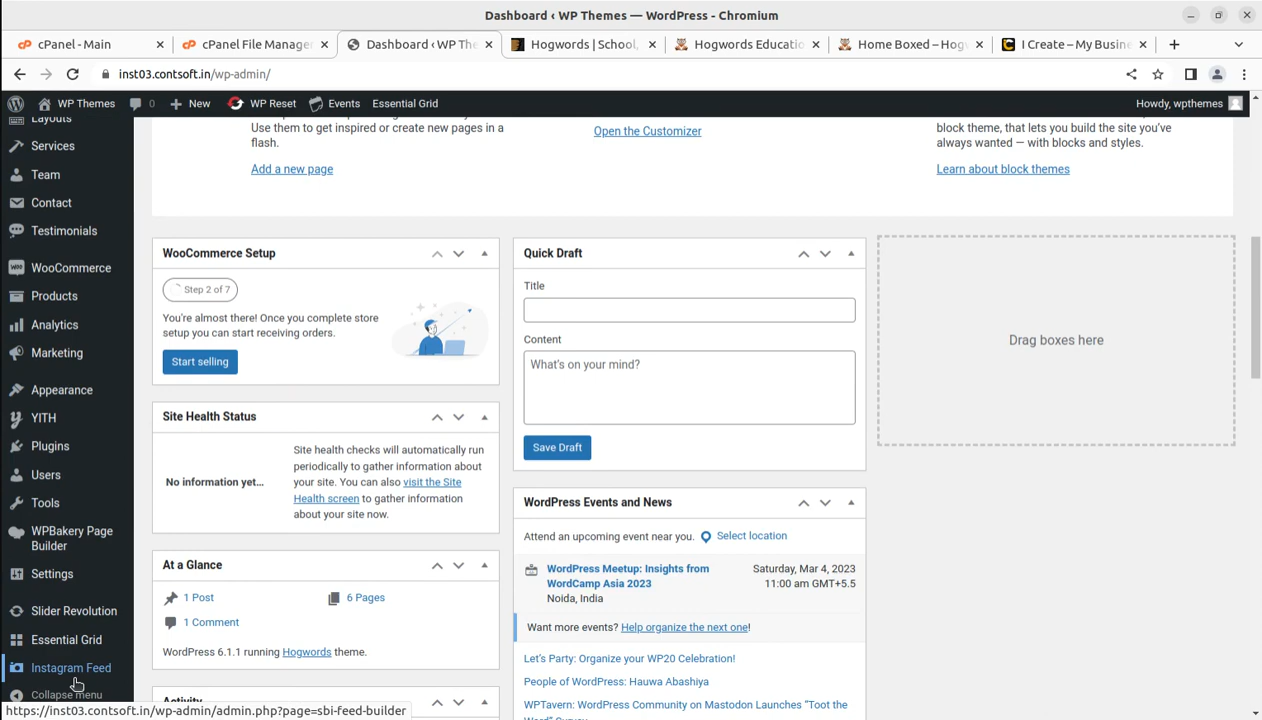 Dashboard ‹ WP Themes — WordPress - Chromium
cPanel - Main
cPanel File Manage
Dashboard ‹ WP The
Hogwords | School,
Hogwords Educatio
Home Boxed – Hog
I Create – My Busin
inst03.contsoft.in/wp-admin/
WP Themes
0
New
WP Reset
Events
Essential Grid
Howdy, wpthemes
Layouts
Services
Team
Contact
Testimonials
WooCommerce
Products
Analytics
Marketing
Appearance
YITH
Plugins
Users
Tools
WPBakery Page
Builder
Settings
Slider Revolution
Essential Grid
Instagram Feed
Collapse menu
https://inst03.contsoft.in/wp-admin/admin.php?page=sbi-feed-builder
Use them to get inspired or create new pages in a
flash.
Add a new page
Open the Customizer
block theme, that lets you build the site you've
always wanted — with blocks and styles.
Learn about block themes
WooCommerce Setup
Step 2 of 7
You're almost there! Once you complete store
setup you can start receiving orders.
Start selling
Site Health Status
No information yet...
Site health checks will automatically run
periodically to gather information about
your site. You can also visit the Site
Health screen to gather information
about your site now.
At a Glance
1 Post
6 Pages
1 Comment
WordPress 6.1.1 running Hogwords theme.
Activity
Quick Draft
Title
Content
What's on your mind?
Save Draft
WordPress Events and News
Attend an upcoming event near you.
Select location
WordPress Meetup: Insights from
WordCamp Asia 2023
Noida, India
Saturday, Mar 4, 2023
11:00 am GMT+5.5
Want more events? Help organize the next one!
Let's Party: Organize your WP20 Celebration!
People of WordPress: Hauwa Abashiya
WPTavern: WordPress Community on Mastodon Launches "Toot the
Word" Survey
Drag boxes here